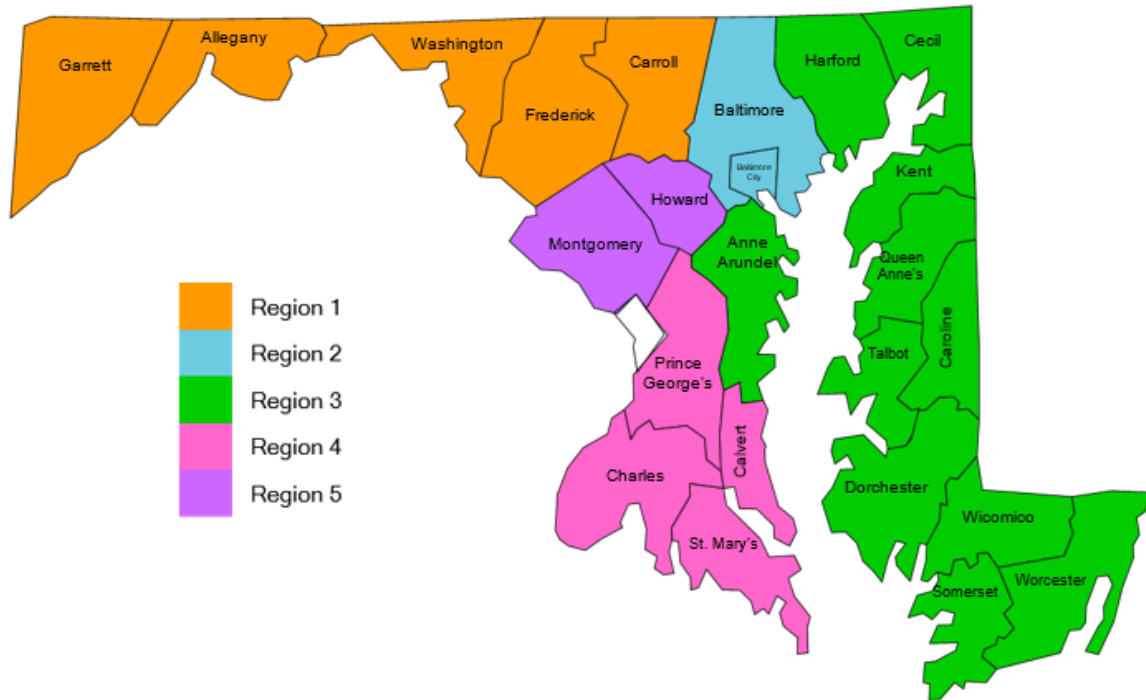 Garrett
Allegany
Washington
Frederick
Carroll
Baltimore
Baltimore
City
Harford
Cecil
Kent
Howard
Montgomery
Anne
Arundel
Queen
Anne's
Caroline
Talbot
Prince
George's
Calvert
Charles
St. Mary's
Dorchester
Wicomico
Somerset
Worcester
Region 1
Region 2
Region 3
Region 4
Region 5